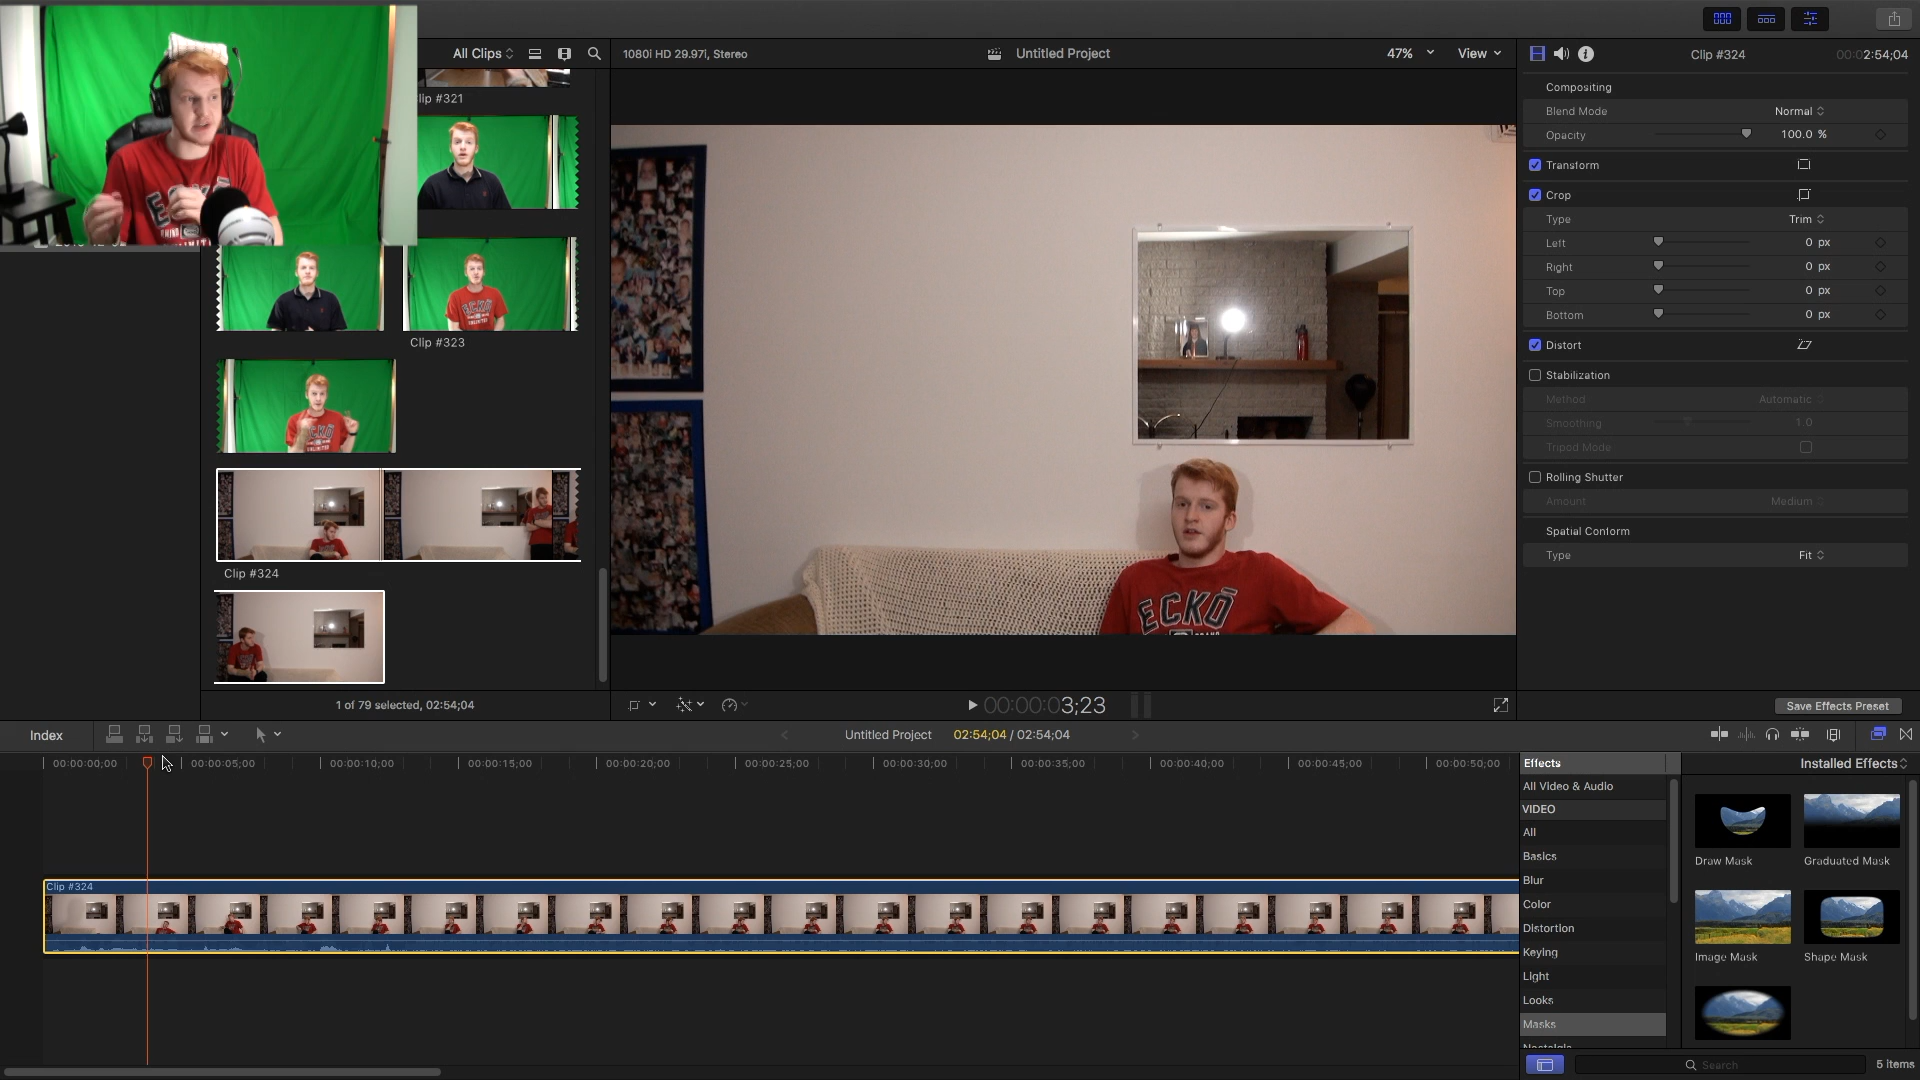 All Clips
1080i HD 29.97i, Stereo
Untitled Project
47%
View
Clip #324
00:00:02:54;04
lip #321
Clip #323
Clip #324
ECKŌ
1 of 79 selected, 02:54;04
00:00:03;23
Compositing
Blend Mode Normal
Opacity 100.0 %
Transform
Crop
Type Trim
Left 0 px
Right 0 px
Top 0 px
Bottom 0 px
Distort
Stabilization
Method Automatic
Smoothing 1.0
Tripod Mode
Rolling Shutter
Amount Medium
Spatial Conform
Type Fit
Save Effects Preset
Index
Untitled Project 02:54;04 / 02:54;04
00:00:00;00 00:00:05;00 00:00:10;00 00:00:15;00 00:00:20;00 00:00:25;00 00:00:30;00 00:00:35;00 00:00:40;00 00:00:45;00 00:00:50;00
Clip #324
Effects
Installed Effects
All Video & Audio
VIDEO
All
Basics
Blur
Color
Distortion
Keying
Light
Looks
Masks
Nostalgia
Draw Mask
Graduated Mask
Image Mask
Shape Mask
Search
5 items